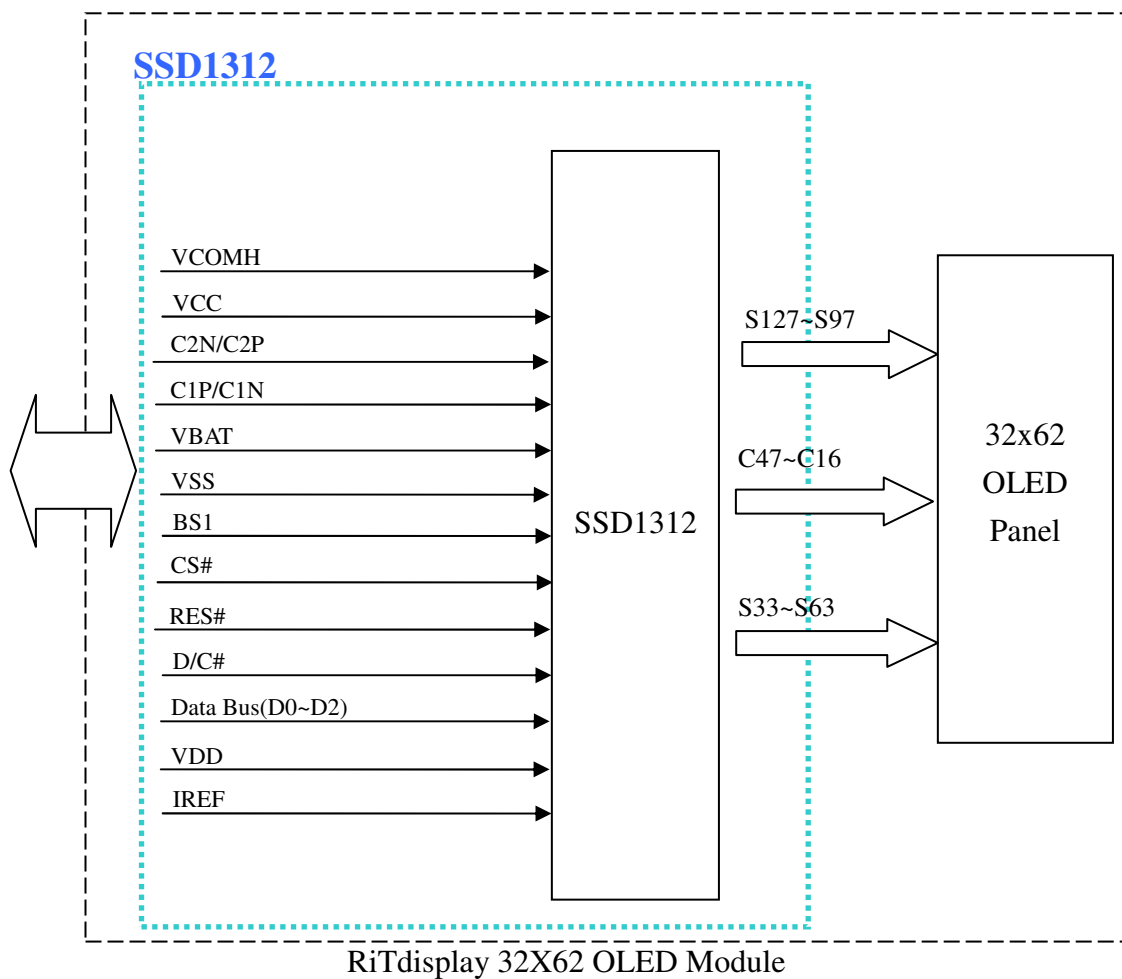 SSD1312
VCOMH
VCC
C2N/C2P
C1P/C1N
VBAT
VSS
BS1
CS#
RES#
D/C#
Data Bus(D0~D2)
VDD
IREF
SSD1312
S127~S97
C47~C16
S33~S63
32x62
OLED
Panel
RiTdisplay 32X62 OLED Module